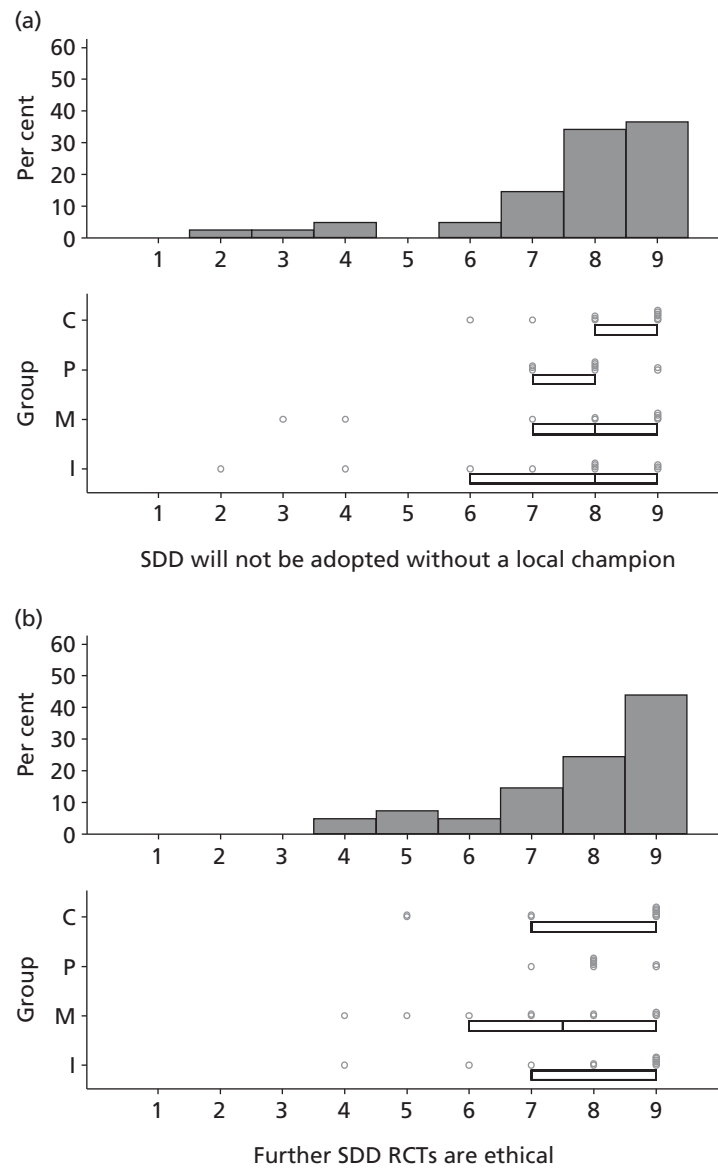 (a)
60
50
40
30
20
10
0
Per cent
1 2 3 4 5 6 7 8 9
C
P
M
I
Group
1 2 3 4 5 6 7 8 9
SDD will not be adopted without a local champion
(b)
60
50
40
30
20
10
0
Per cent
1 2 3 4 5 6 7 8 9
C
P
M
I
Group
1 2 3 4 5 6 7 8 9
Further SDD RCTs are ethical